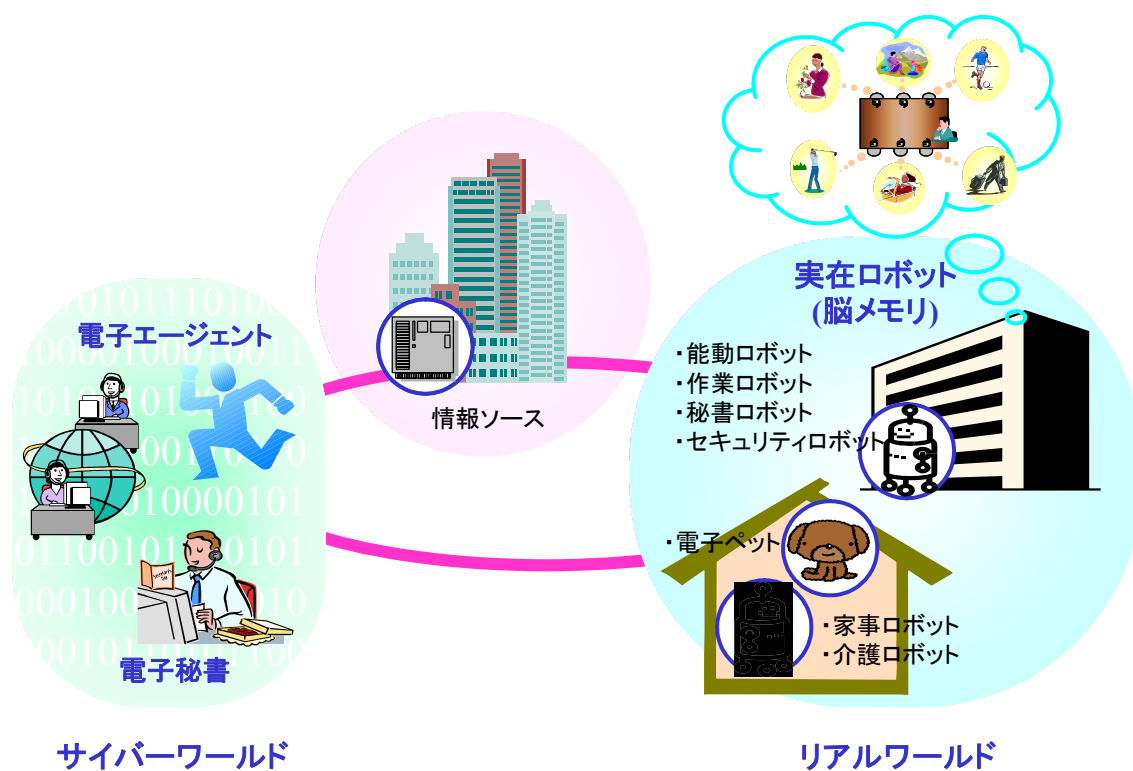 実在ロボット
(脳メモリ)
・能動ロボット
・作業ロボット
・秘書ロボット
・セキュリティロボット
電子エージェント
情報ソース
・電子ペット
・家事ロボット
・介護ロボット
電子秘書
サイバーワールド
リアルワールド